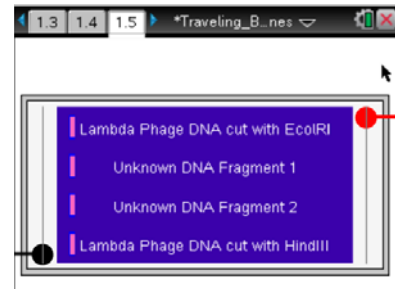 1.3 1.4 1.5 *Traveling_B...nes
Lambda Phage DNA cut with EcolRI
Unknown DNA Fragment 1
Unknown DNA Fragment 2
Lambda Phage DNA cut with HindIII